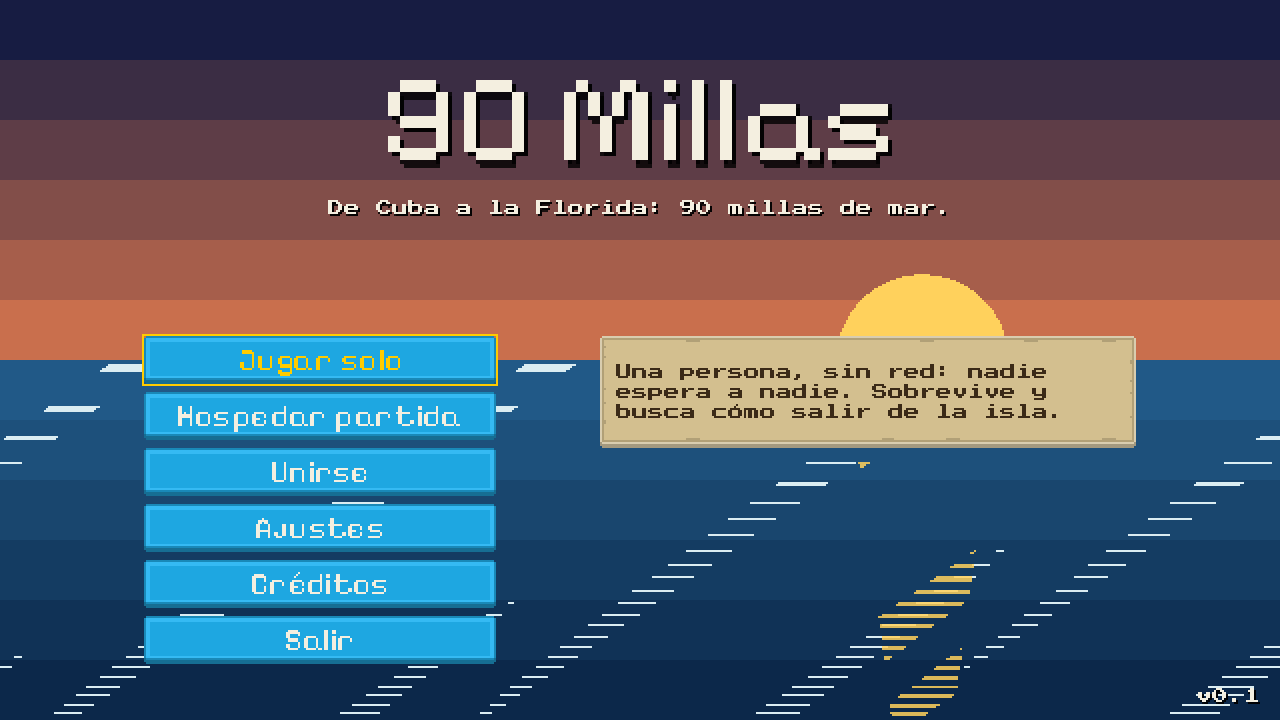 90 Millas
De Cuba a la Florida: 90 millas de mar.
Jugar solo
Hospedar partida
Unirse
Ajustes
Créditos
Salir
Una persona, sin red: nadie
espera a nadie. Sobrevive y
busca cómo salir de la isla.
v0.1